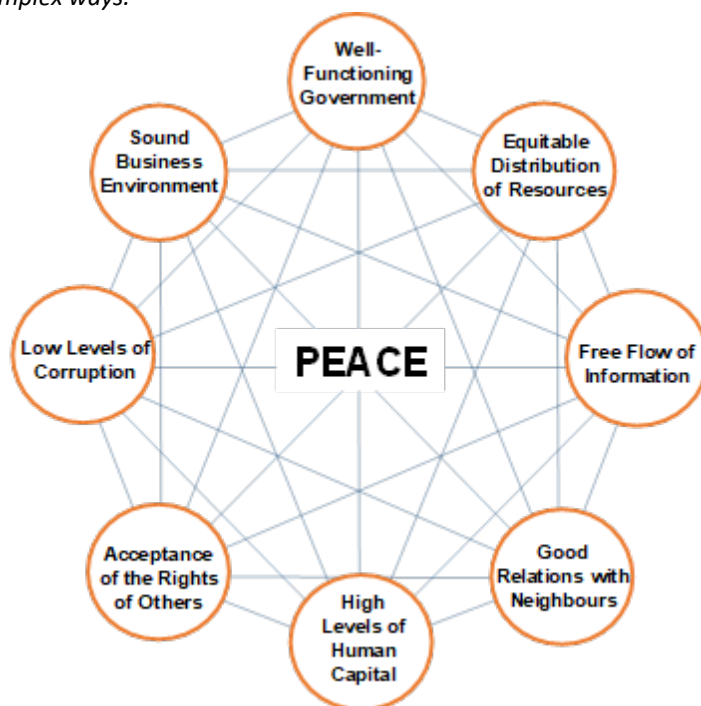 mplex ways.
Well-
Functioning
Government
Sound
Business
Environment
Equitable
Distribution
of Resources
Low Levels of
Corruption
PEACE
Free Flow of
Information
Acceptance
of the Rights
of Others
High
Levels of
Human
Capital
Good
Relations with
Neighbours